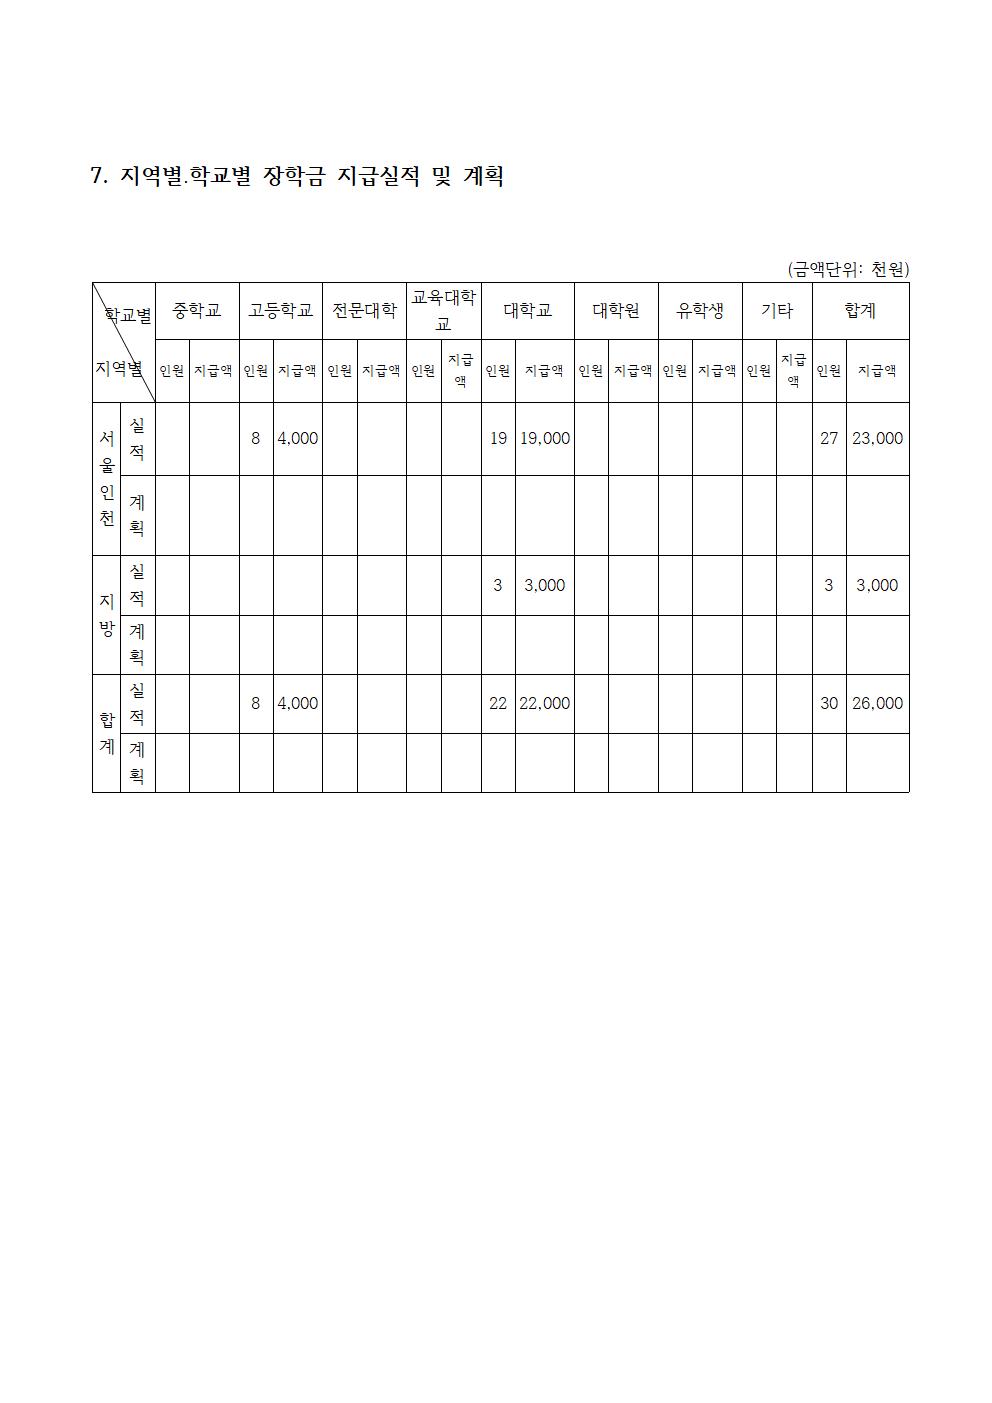 7. 지역별.학교별 장학금 지급실적 및 계획
(금액단위: 천원)
학교별 중학교 고등학교 전문대학 교육대학교 대학교 대학원 유학생 기타 합계
지역별 인원 지급액 인원 지급액 인원 지급액 인원 지급액 인원 지급액 인원 지급액 인원 지급액 인원 지급액 인원 지급액
서울인천 실적 8 4,000 19 19,000 27 23,000
계획
지방 실적 3 3,000 3 3,000
계획
합계 실적 8 4,000 22 22,000 30 26,000
계획